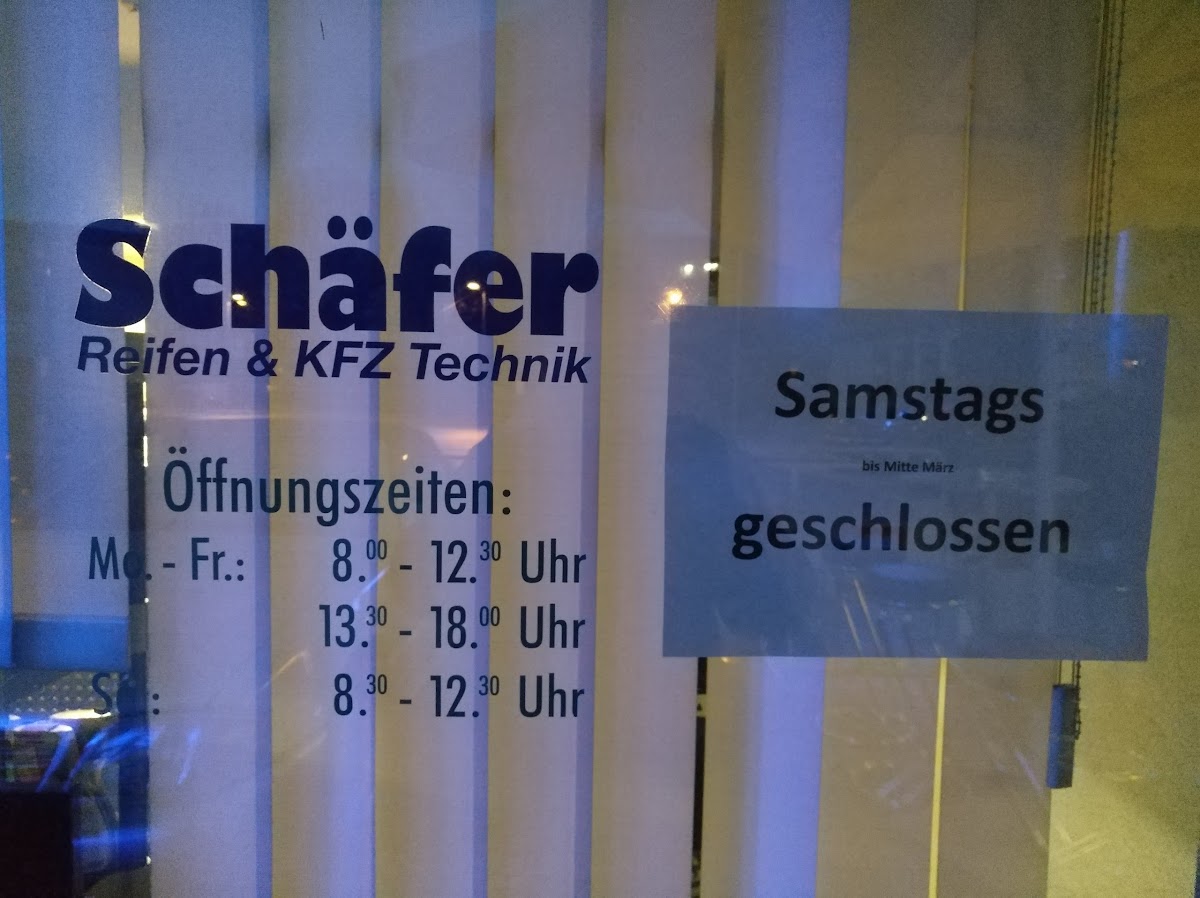 Schäfer
Reifen & KFZ Technik
Öffnungszeiten:
Mo. - Fr.: 8.00 - 12.30 Uhr
13.30 - 18.00 Uhr
Sa.: 8.30 - 12.30 Uhr
Samstags
bis Mitte März
geschlossen